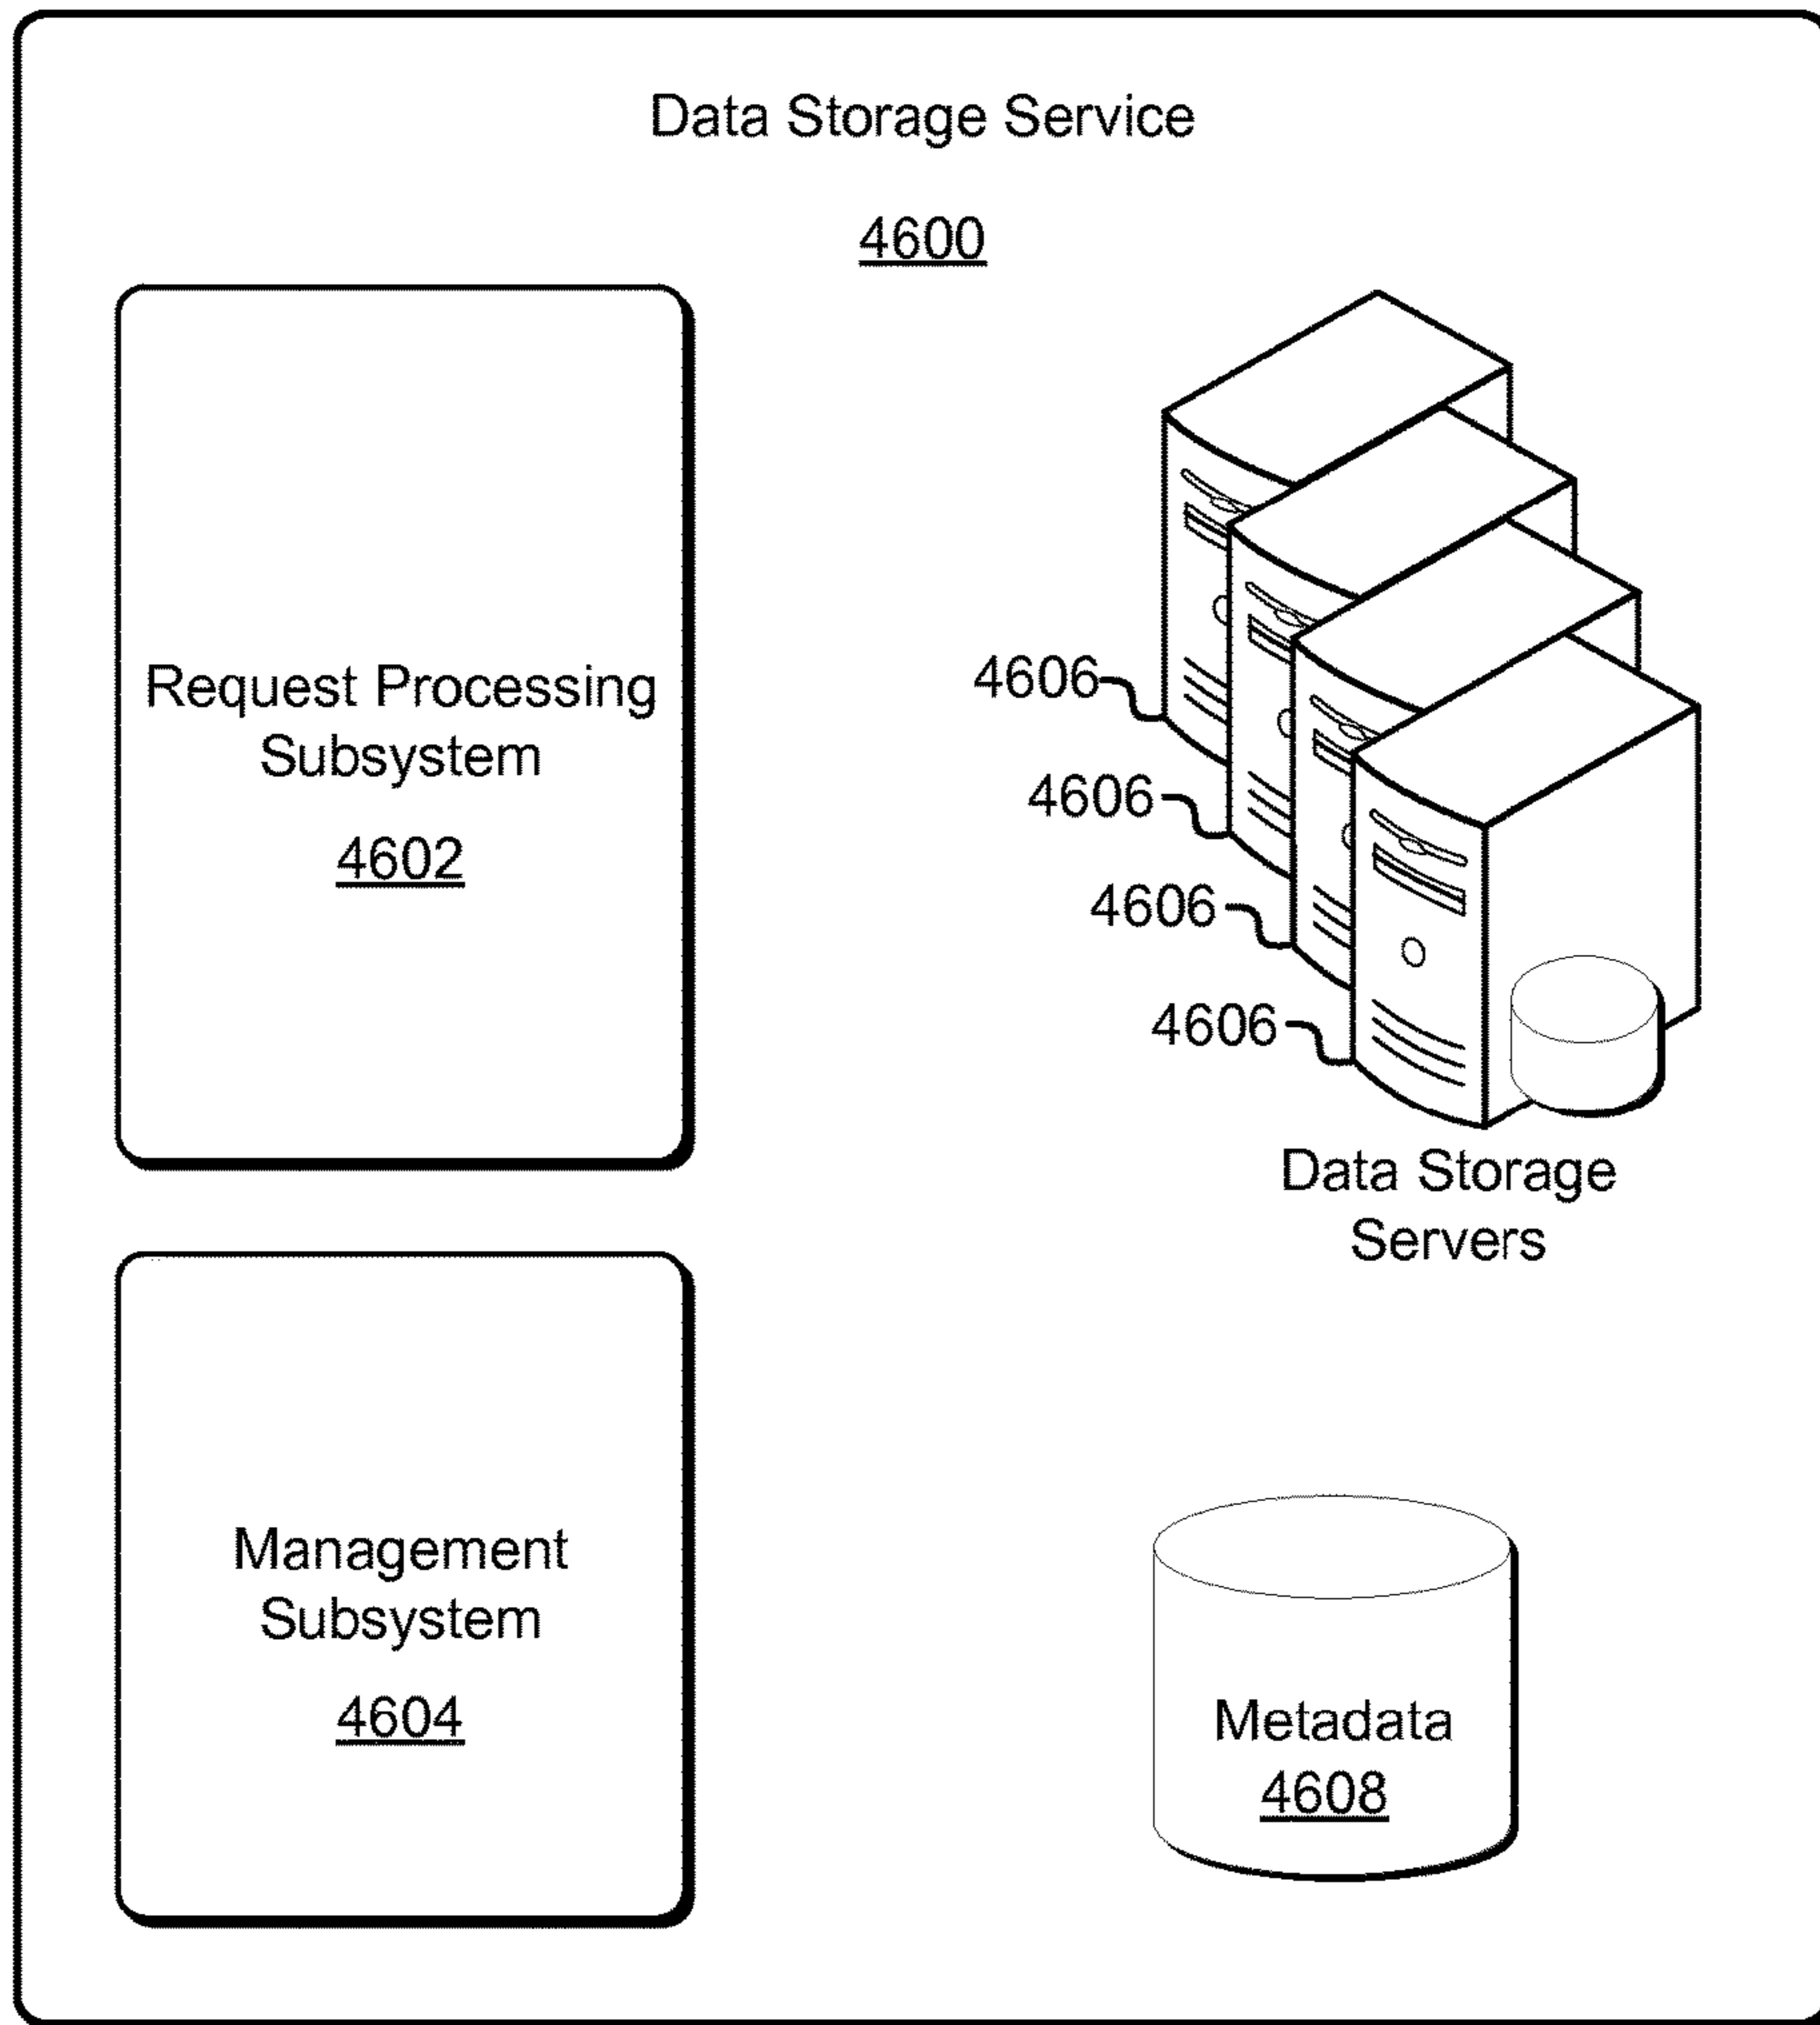 Data Storage Service
4600
Request Processing
Subsystem
4602
4606
4606
4606
4606
Data Storage
Servers
Management
Subsystem
4604
Metadata
4608